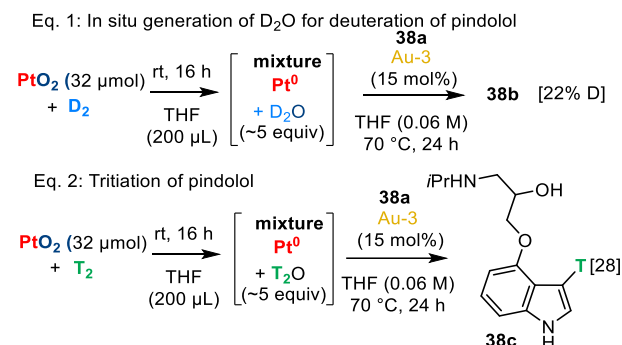 Eq. 1: In situ generation of D₂O for deuteration of pindolol
PtO₂ (32 µmol)
+ D₂
rt, 16 h
THF
(200 µL)
mixture
Pt⁰
+ D₂O
(~5 equiv)
38a
Au-3
(15 mol%)
THF (0.06 M)
70 °C, 24 h
38b [22% D]
Eq. 2: Tritiation of pindolol
PtO₂ (32 µmol)
+ T₂
rt, 16 h
THF
(200 µL)
mixture
Pt⁰
+ T₂O
(~5 equiv)
38a
Au-3
(15 mol%)
THF (0.06 M)
70 °C, 24 h
iPrHN
OH
O
T[28]
N
H
38c